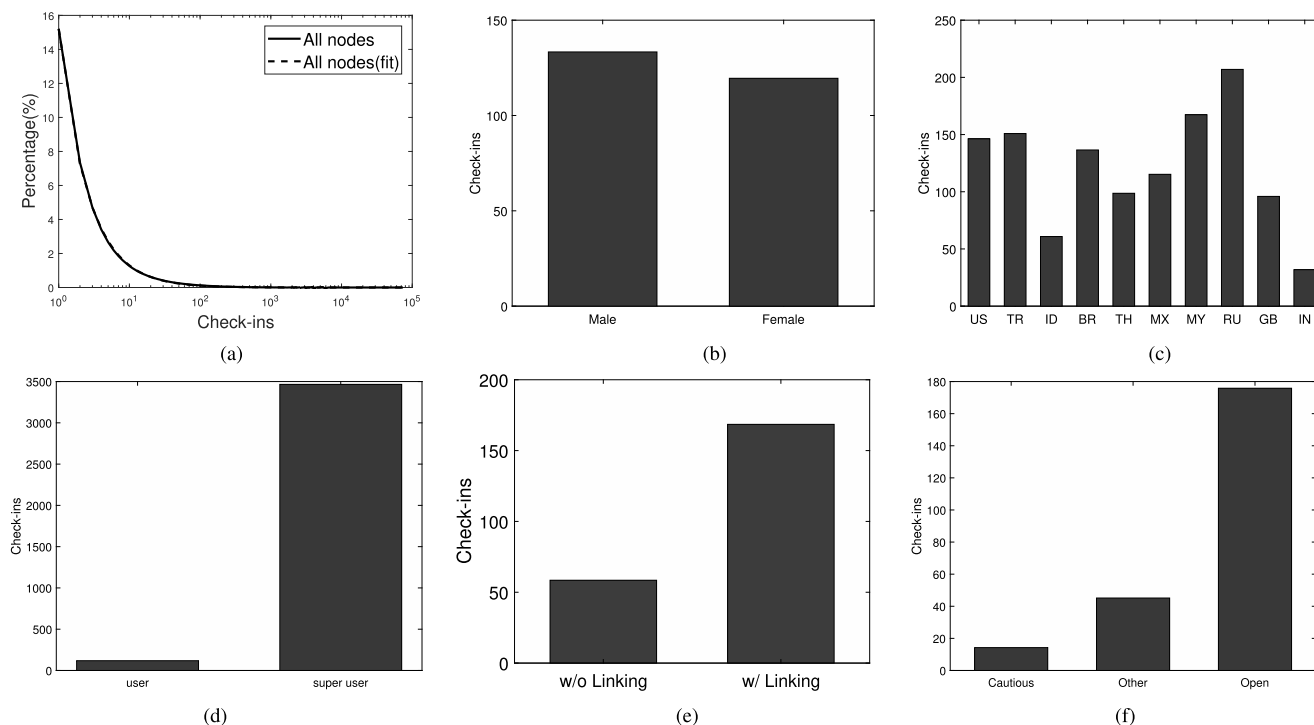 16
14
12
10
8
6
4
2
0
Percentage(%)
All nodes
All nodes(fit)
10^0 10^1 10^2 10^3 10^4 10^5
Check-ins
(a)
150
100
50
0
Check-ins
Male Female
(b)
250
200
150
100
50
0
Check-ins
US TR ID BR TH MX MY RU GB IN
(c)
3500
3000
2500
2000
1500
1000
500
0
Check-ins
user super user
(d)
200
150
100
50
0
Check-ins
w/o Linking w/ Linking
(e)
180
160
140
120
100
80
60
40
20
0
Check-ins
Cautious Other Open
(f)